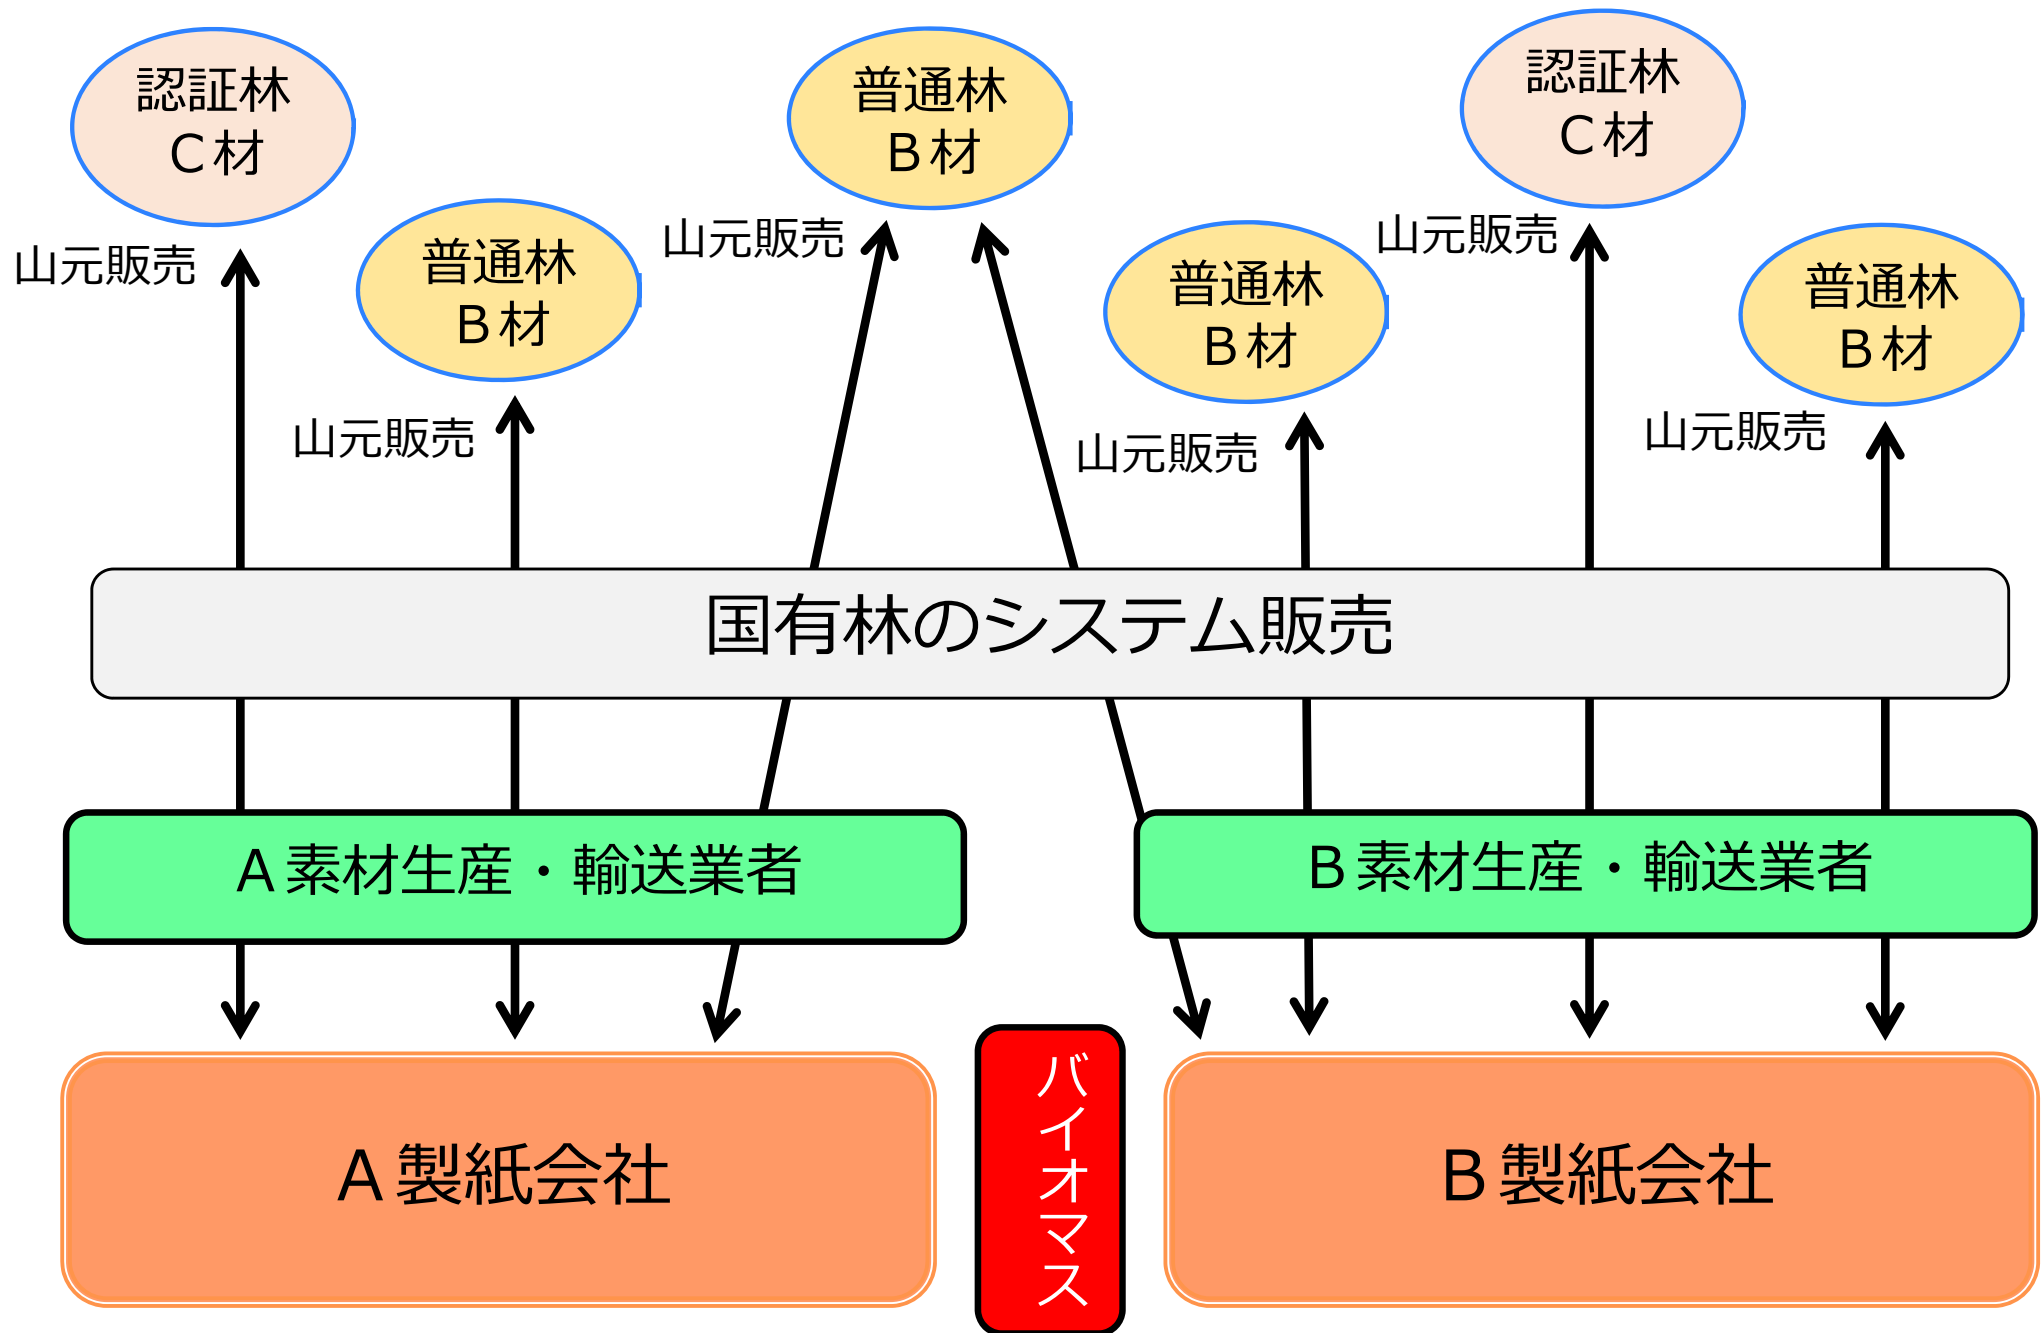 認証林
Ｃ材
普通林
Ｂ材
認証林
Ｃ材
山元販売
普通林
Ｂ材
山元販売
普通林
Ｂ材
山元販売
普通林
Ｂ材
山元販売
山元販売
山元販売
国有林のシステム販売
Ａ素材生産・輸送業者
Ｂ素材生産・輸送業者
Ａ製紙会社
バイオマス
Ｂ製紙会社